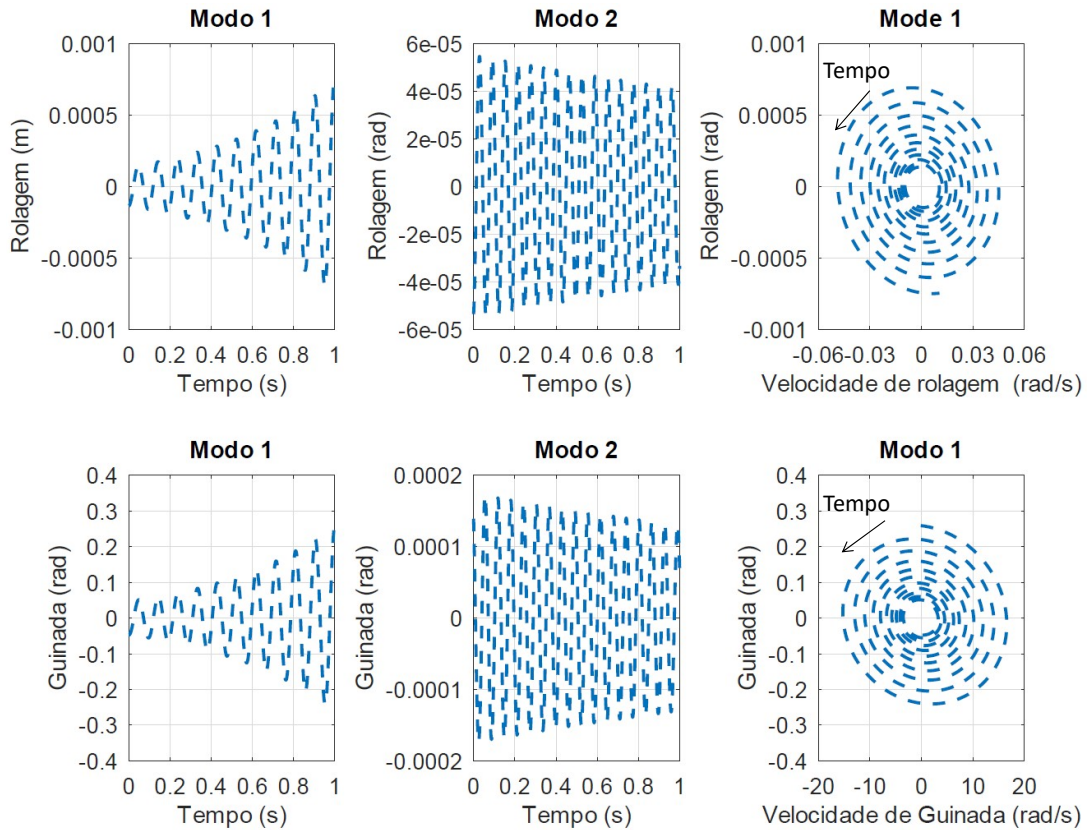 Modo 1
Modo 2
Mode 1
0.001
0.0005
0
-0.0005
-0.001
Rolagem (m)
0 0.2 0.4 0.6 0.8 1
Tempo (s)
6e-05
4e-05
2e-05
0
-2e-05
-4e-05
-6e-05
Rolagem (rad)
0 0.2 0.4 0.6 0.8 1
Tempo (s)
0.001
0.0005
0
-0.0005
-0.001
Rolagem (rad)
Tempo
-0.06 -0.03 0 0.03 0.06
Velocidade de rolagem (rad/s)
Modo 1
Modo 2
Mode 1
0.4
0.3
0.2
0.1
0
-0.1
-0.2
-0.3
-0.4
Guinada (rad)
0 0.2 0.4 0.6 0.8 1
Tempo (s)
0.0002
0.0001
0
-0.0001
-0.0002
Guinada (rad)
0 0.2 0.4 0.6 0.8 1
Tempo (s)
0.4
0.3
0.2
0.1
0
-0.1
-0.2
-0.3
-0.4
Guinada (rad)
Tempo
-20 -10 0 10 20
Velocidade de Guinada (rad/s)